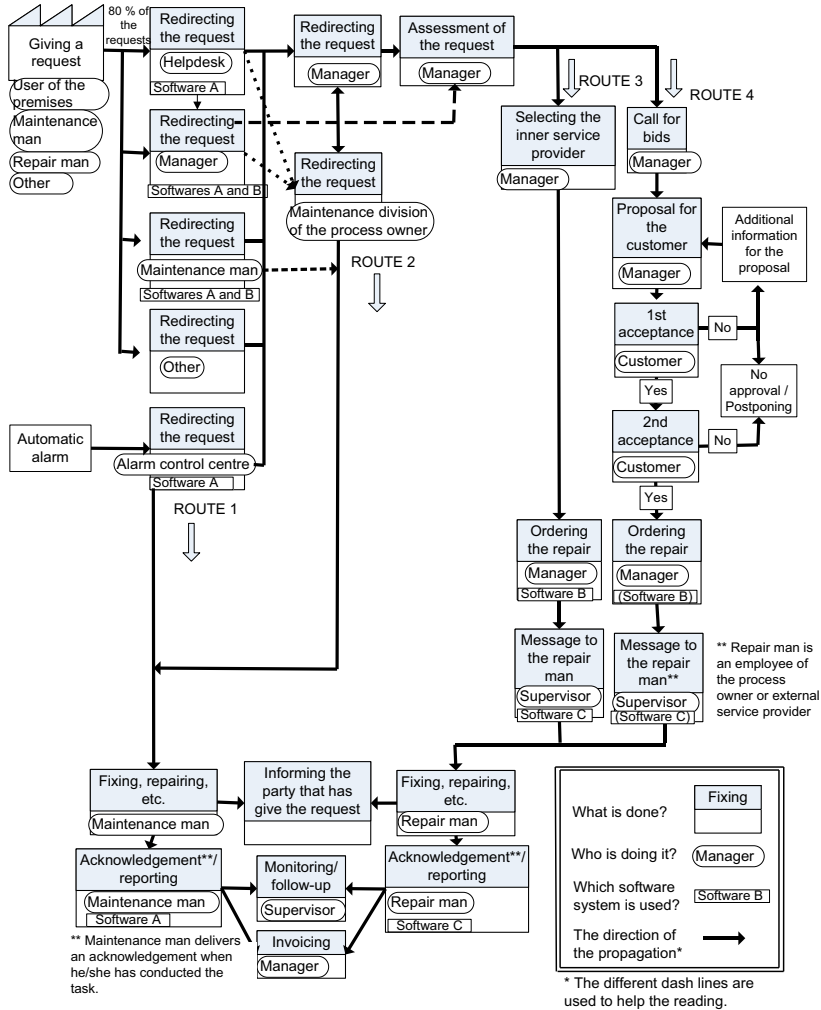 80 % of
the
requests
Giving a
request
User of the
premises
Maintenance
man
Repair man
Other
Redirecting
the request
Helpdesk
Software A
Redirecting
the request
Manager
Softwares A and B
Redirecting
the request
Maintenance man
Softwares A and B
Redirecting
the request
Other
Automatic
alarm
Redirecting
the request
Alarm control centre
Software A
ROUTE 1
Redirecting
the request
Manager
Redirecting
the request
Maintenance division
of the process owner
ROUTE 2
Assessment of
the request
Manager
ROUTE 3
Selecting the
inner service
provider
Manager
ROUTE 4
Call for
bids
Manager
Proposal for
the
customer
Manager
Additional
information
for the
proposal
1st
acceptance
Customer
No
Yes
No
approval /
Postponing
2nd
acceptance
Customer
No
Yes
Ordering
the repair
Manager
Software B
Ordering
the repair
Manager
(Software B)
Message to
the repair
man
Supervisor
Software C
Message to
the repair
man**
Supervisor
(Software C)
** Repair man is
an employee of
the process
owner or external
service provider
Fixing, repairing,
etc.
Maintenance man
Informing the
party that has
give the request
Fixing, repairing,
etc.
Repair man
Acknowledgement**/
reporting
Maintenance man
Software A
Monitoring/
follow-up
Supervisor
Acknowledgement**/
reporting
Repair man
Software C
Invoicing
Manager
** Maintenance man delivers
an acknowledgement when
he/she has conducted the
task.
What is done?
Fixing
Who is doing it?
Manager
Which software
system is used?
Software B
The direction of
the propagation*
* The different dash lines are
used to help the reading.